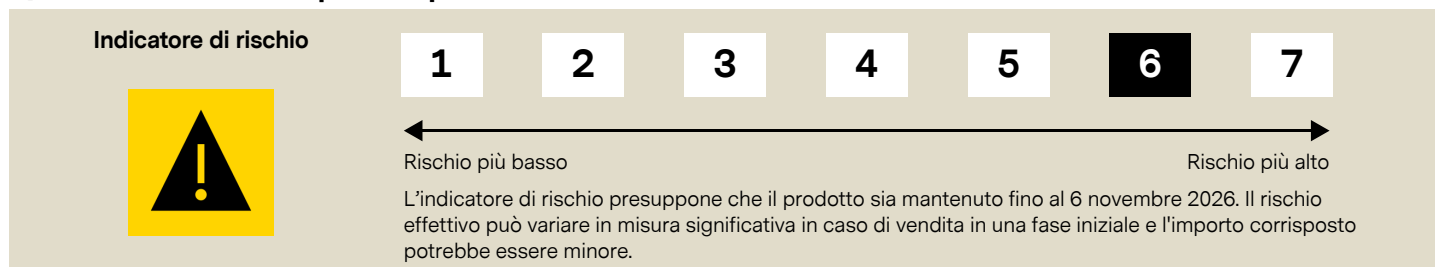 Indicatore di rischio
1 2 3 4 5 6 7
Rischio più basso Rischio più alto
L'indicatore di rischio presuppone che il prodotto sia mantenuto fino al 6 novembre 2026. Il rischio
effettivo può variare in misura significativa in caso di vendita in una fase iniziale e l'importo corrisposto
potrebbe essere minore.